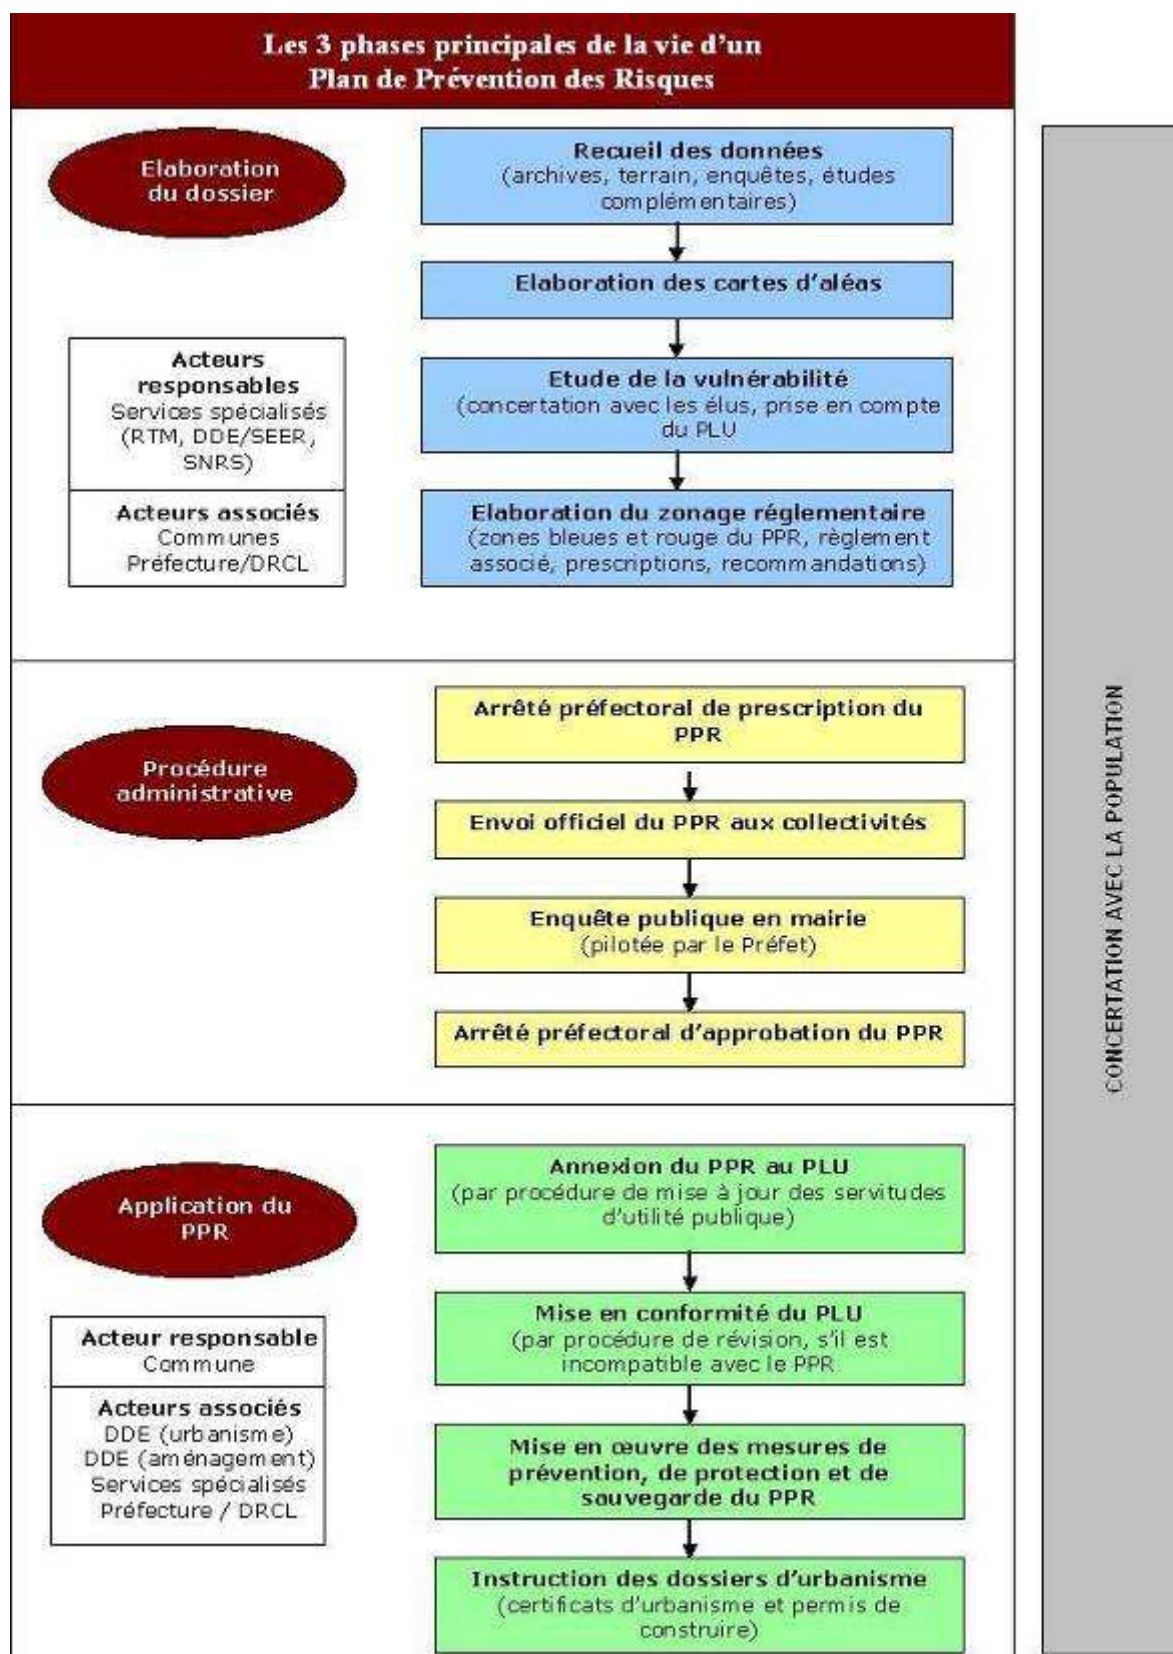 Les 3 phases principales de la vie d'un
Plan de Prévention des Risques
Elaboration
du dossier
Recueil des données
(archives, terrain, enquêtes, études
complémentaires)
Elaboration des cartes d'aléas
Acteurs
responsables
Services spécialisés
(RTM, DDE/SEER,
SNRS)
Acteurs associés
Communes
Préfecture/DRCL
Etude de la vulnérabilité
(concertation avec les élus, prise en compte
du PLU
Elaboration du zonage réglementaire
(zones bleues et rouge du PPR, règlement
associé, prescriptions, recommandations)
Procédure
administrative
Arrêté préfectoral de prescription du
PPR
Envoi officiel du PPR aux collectivités
Enquête publique en mairie
(pilotée par le Préfet)
Arrêté préfectoral d'approbation du PPR
Application du
PPR
Annexion du PPR au PLU
(par procédure de mise à jour des servitudes
d'utilité publique)
Acteur responsable
Commune
Acteurs associés
DDE (urbanisme)
DDE (aménagement)
Services spécialisés
Préfecture / DRCL
Mise en conformité du PLU
(par procédure de révision, s'il est
incompatible avec le PPR
Mise en œuvre des mesures de
prévention, de protection et de
sauvegarde du PPR
Instruction des dossiers d'urbanisme
(certificats d'urbanisme et permis de
construire)
CONCERTATION AVEC LA POPULATION